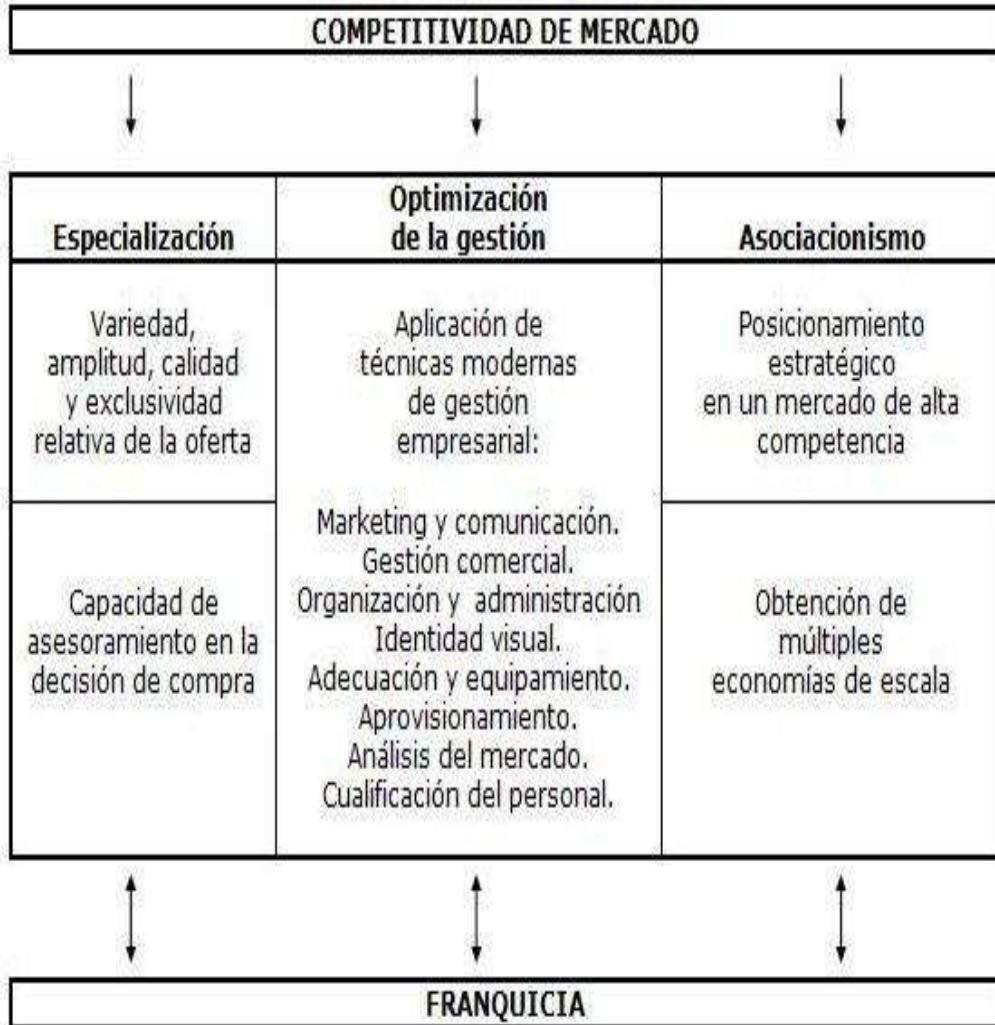 COMPETITIVIDAD DE MERCADO
Especialización
Optimización
de la gestión
Asociacionismo
Variedad,
amplitud, calidad
y exclusividad
relativa de la oferta
Capacidad de
asesoramiento en la
decisión de compra
Aplicación de
técnicas modernas
de gestión
empresarial:
Marketing y comunicación.
Gestión comercial.
Organización y administración
Identidad visual.
Adecuación y equipamiento.
Aprovisionamiento.
Análisis del mercado.
Cualificación del personal.
Posicionamiento
estratégico
en un mercado de alta
competencia
Obtención de
múltiples
economías de escala
FRANQUICIA